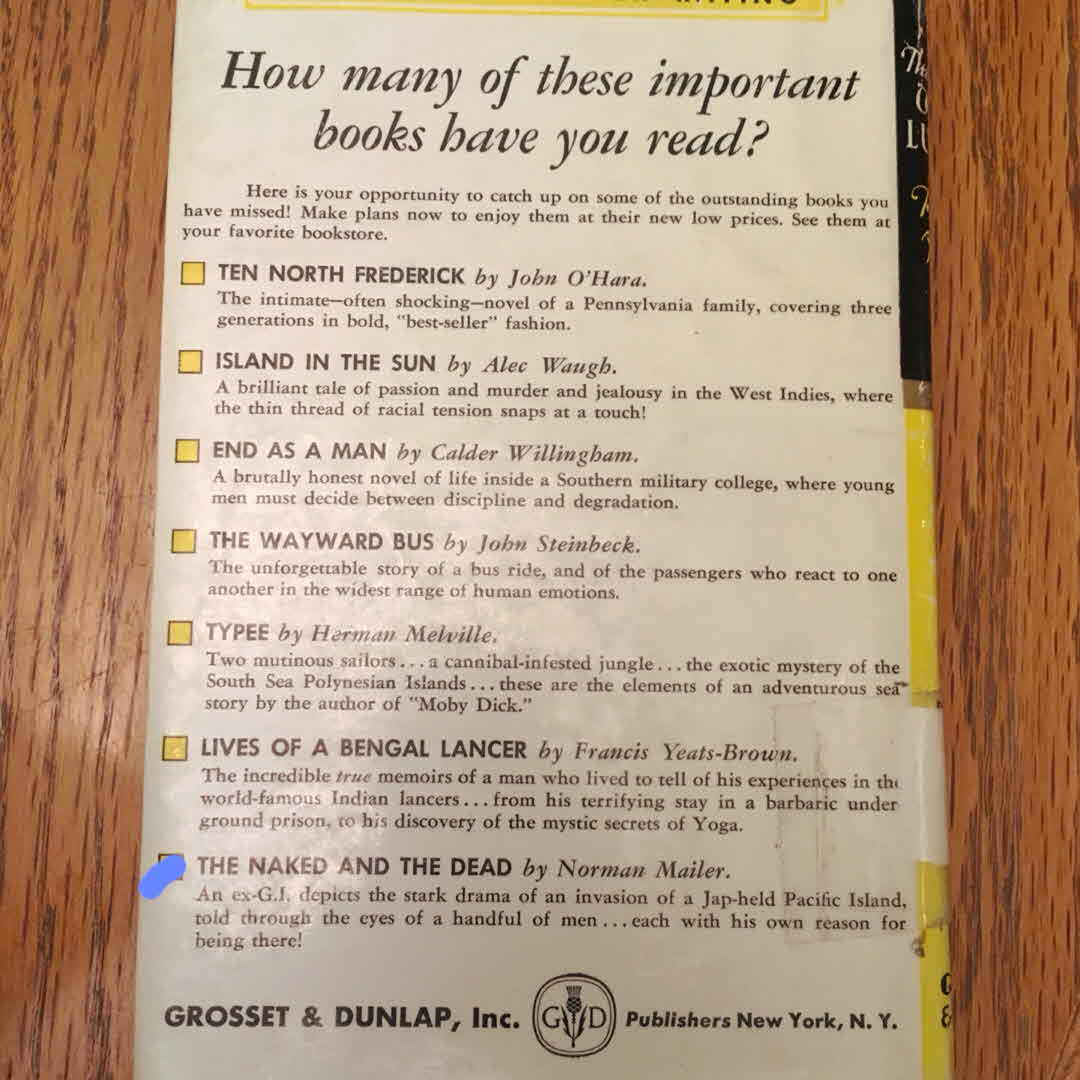 How many of these important
books have you read?
Here is your opportunity to catch up on some of the outstanding books you
have missed! Make plans now to enjoy them at their new low prices. See them at
your favorite bookstore.
TEN NORTH FREDERICK by John O'Hara.
The intimate—often shocking—novel of a Pennsylvania family, covering three
generations in bold, "best-seller" fashion.
ISLAND IN THE SUN by Alec Waugh.
A brilliant tale of passion and murder and jealousy in the West Indies, where
the thin thread of racial tension snaps at a touch!
END AS A MAN by Calder Willingham.
A brutally honest novel of life inside a Southern military college, where young
men must decide between discipline and degradation.
THE WAYWARD BUS by John Steinbeck.
The unforgettable story of a bus ride, and of the passengers who react to one
another in the widest range of human emotions.
TYPEE by Herman Melville.
Two mutinous sailors...a cannibal-infested jungle...the exotic mystery of the
South Sea Polynesian Islands...these are the elements of an adventurous sea
story by the author of "Moby Dick."
LIVES OF A BENGAL LANCER by Francis Yeats-Brown.
The incredible true memoirs of a man who lived to tell of his experiences in the
world-famous Indian lancers...from his terrifying stay in a barbaric under
ground prison, to his discovery of the mystic secrets of Yoga.
THE NAKED AND THE DEAD by Norman Mailer.
An ex-G.I. depicts the stark drama of an invasion of a Jap-held Pacific Island,
told through the eyes of a handful of men...each with his own reason for
being there!
GROSSET & DUNLAP, Inc. G D Publishers New York, N. Y.